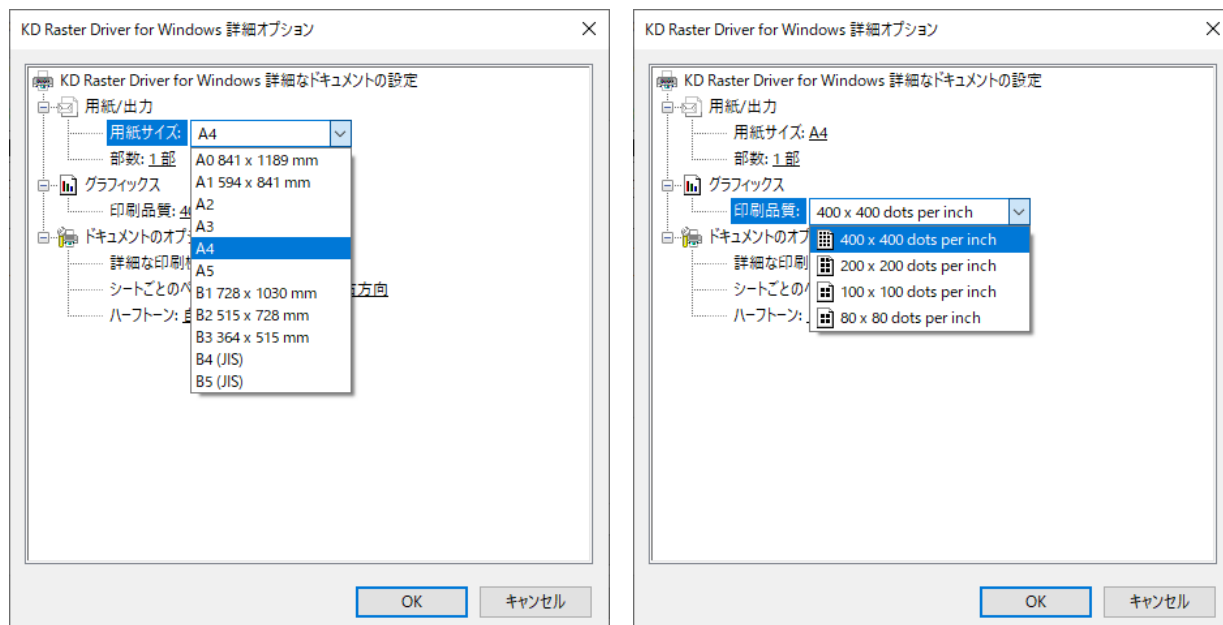 KD Raster Driver for Windows 詳細オプション
KD Raster Driver for Windows 詳細なドキュメントの設定
用紙/出力
用紙サイズ: A4
A0 841 x 1189 mm
A1 594 x 841 mm
A2
A3
A4
A5
B1 728 x 1030 mm
B2 515 x 728 mm
B3 364 x 515 mm
B4 (JIS)
B5 (JIS)
部数: 1 部
グラフィックス
印刷品質:
ドキュメントのオプ
詳細な印刷
シートごとのペ
方向
ハーフトーン:
OK
キャンセル
KD Raster Driver for Windows 詳細オプション
KD Raster Driver for Windows 詳細なドキュメントの設定
用紙/出力
用紙サイズ: A4
部数: 1 部
グラフィックス
印刷品質: 400 x 400 dots per inch
400 x 400 dots per inch
200 x 200 dots per inch
100 x 100 dots per inch
80 x 80 dots per inch
ドキュメントのオプ
詳細な印刷
シートごとの
ハーフトーン:
OK
キャンセル